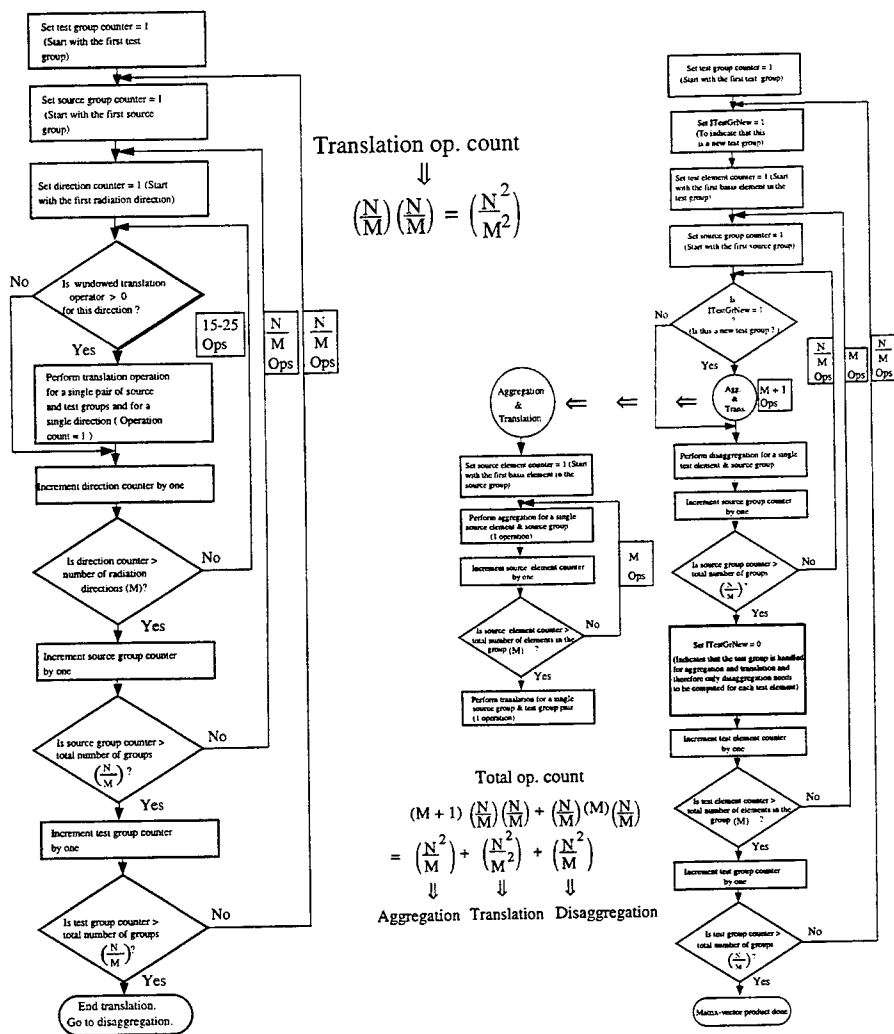 Set test group counter = 1
(Start with the first test
group)
Set source group counter = 1
(Start with the first source
group)
Set direction counter = 1 (Start
with the first radiation direction)
No
Is windowed translation
operator > 0
for this direction ?
Yes
15-25
Ops
N
M
Ops
N
M
Ops
Perform translation operation
for a single pair of source
and test groups and for a
single direction ( Operation
count = 1 )
Increment direction counter by one
Is direction counter >
number of radiation
directions (M)?
No
Yes
Increment source group counter
by one
Is source group counter >
total number of groups
(N/M) ?
No
Yes
Increment test group counter
by one
Is test group counter >
total number of groups
(N/M)?
No
Yes
End translation.
Go to disaggregation.
Translation op. count
⇓
(N/M) (N/M) = (N²/M²)
Aggregation
&
Translation
⇐ ⇐ ⇐
Set source element counter = 1 (Start
with the first basis element in the
source group)
Perform aggregation for a single
source element & source group
(1 operation)
Increment source element counter
by one
M
Ops
Is source element counter >
total number of elements in the
group (M) ?
No
Yes
Perform translation for a single
source group & test group pair
(1 operation)
Total op. count
(M + 1) (N/M) (N/M) + (N/M) (M) (N/M)
= (N²/M) + (N²/M²) + (N²/M)
⇓ ⇓ ⇓
Aggregation Translation Disaggregation
Set test group counter = 1
(Start with the first test group)
Set ITestGrNew = 1
(To indicate that this
is a new test group)
Set test element counter = 1 (Start
with the first basis element in the
test group)
Set source group counter = 1
(Start with the first source group)
Is
ITestGrNew = 1
?
(Is this a new test group ? )
No
Yes
N
M
Ops
M
Ops
N
M
Ops
Agg.
&
Trans.
M + 1
Ops
Perform disaggregation for a single
test element & source group
Increment source group counter
by one
Is source group counter >
total number of groups
(N/M) ?
No
Yes
Set ITestGrNew = 0
(Indicates that the test group is handled
for aggregation and translation and
therefore only disaggregation needs
to be computed for each test element)
Increment test element counter
by one
Is test element counter >
total number of elements in the
group (M) ?
No
Yes
Increment test group counter
by one
Is test group counter >
total number of groups
(N/M) ?
No
Yes
Matrix-vector product done